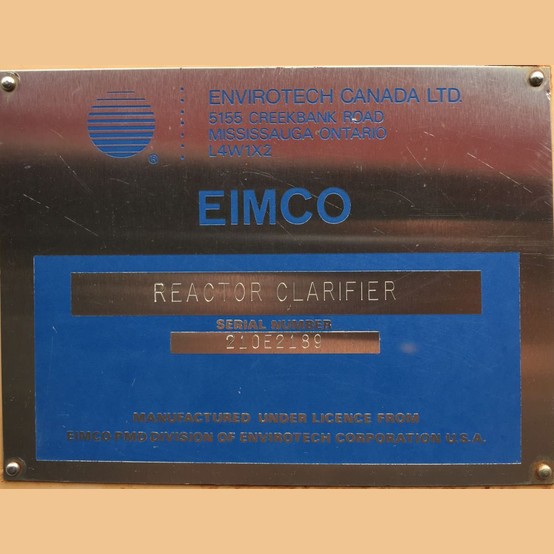 ENVIROTECH CANADA LTD.
5155 CREEKBANK ROAD
MISSISSAUGA ONTARIO
L4W1X2
®
EIMCO
REACTOR CLARIFIER
SERIAL NUMBER
210E2189
MANUFACTURED UNDER LICENCE FROM
EIMCO PMD DIVISION OF ENVIROTECH CORPORATION U.S.A.